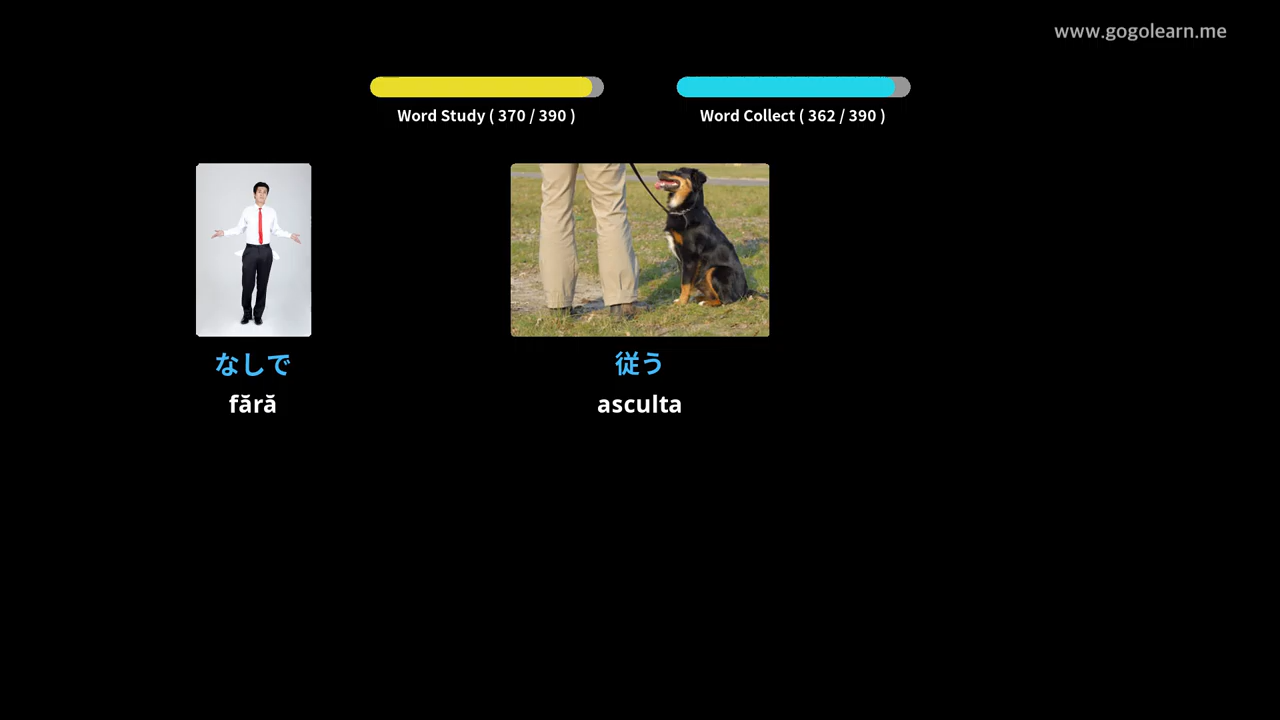 www.gogolearn.me
Word Study ( 370 / 390 )
Word Collect ( 362 / 390 )
なしで
fără
従う
asculta